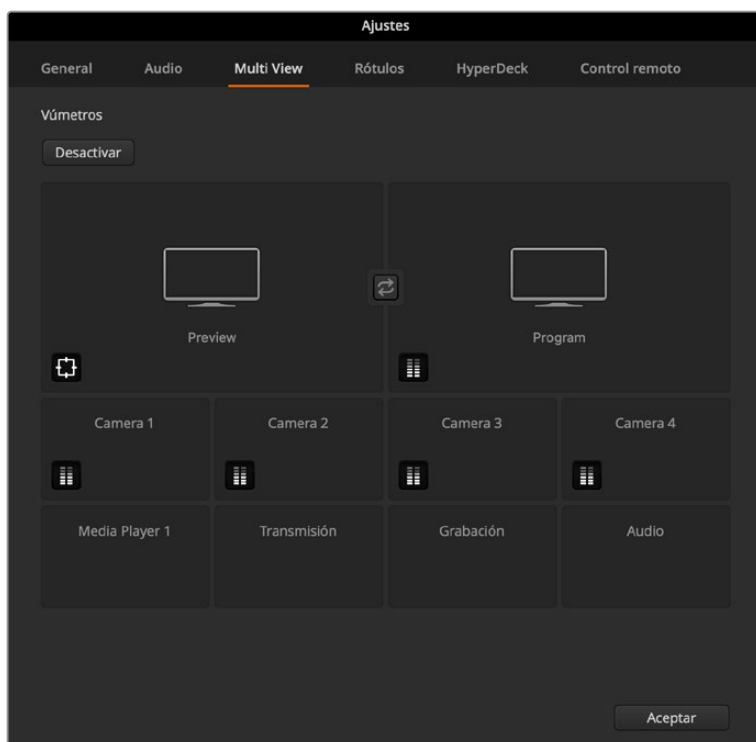 Ajustes
General Audio Multi View Rótulos HyperDeck Control remoto
Vúmetros
Desactivar
Preview Program
Camera 1 Camera 2 Camera 3 Camera 4
Media Player 1 Transmisión Grabación Audio
Aceptar